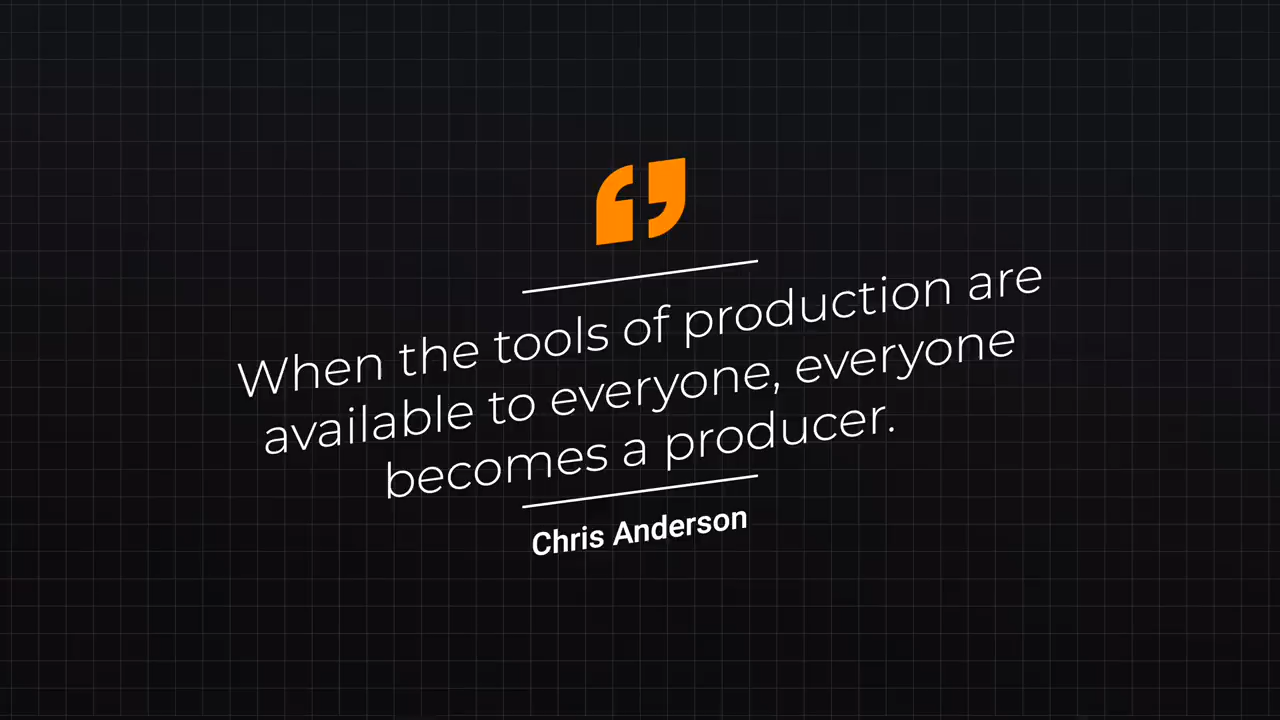 When the tools of production are
available to everyone, everyone
becomes a producer.
Chris Anderson